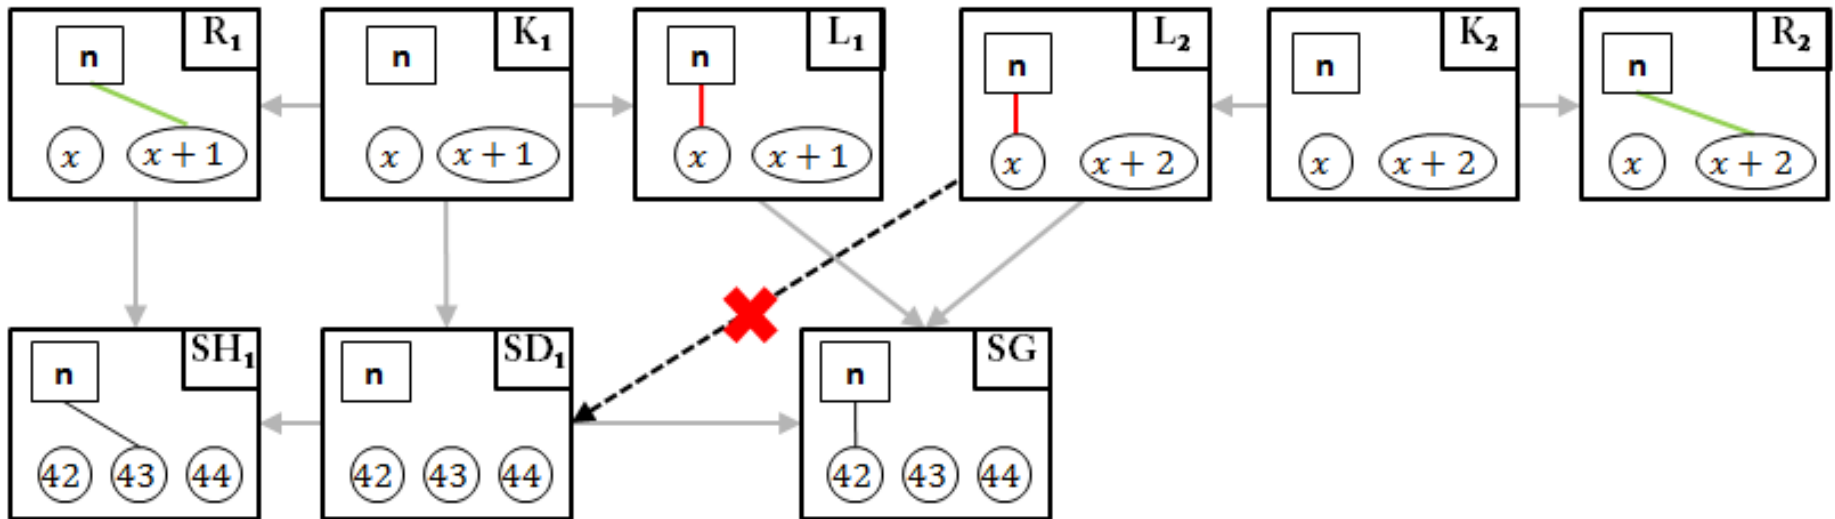 n R₁
x x + 1
n K₁
x x + 1
n L₁
x x + 1
n L₂
x x + 2
n K₂
x x + 2
n R₂
x x + 2
n SH₁
42 43 44
n SD₁
42 43 44
n SG
42 43 44